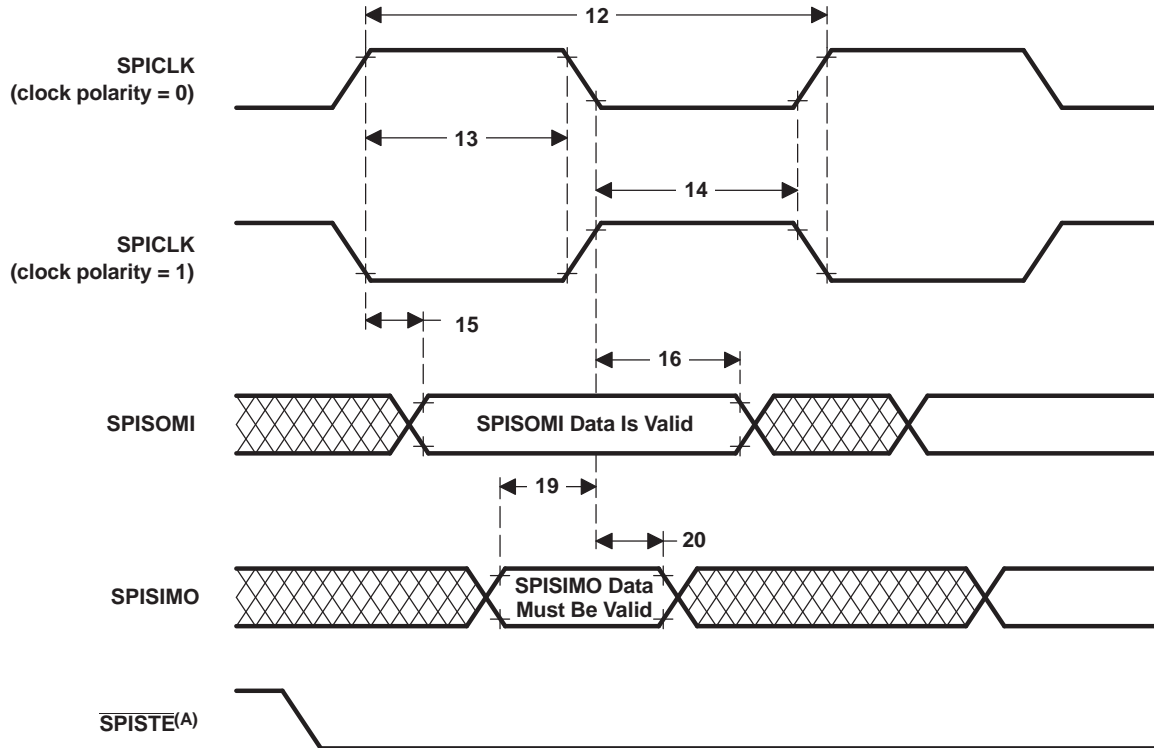 12
SPICLK
(clock polarity = 0)
13
14
SPICLK
(clock polarity = 1)
15
16
SPISOMI
SPISOMI Data Is Valid
19
20
SPISIMO
SPISIMO Data
Must Be Valid
SPISTE(A)